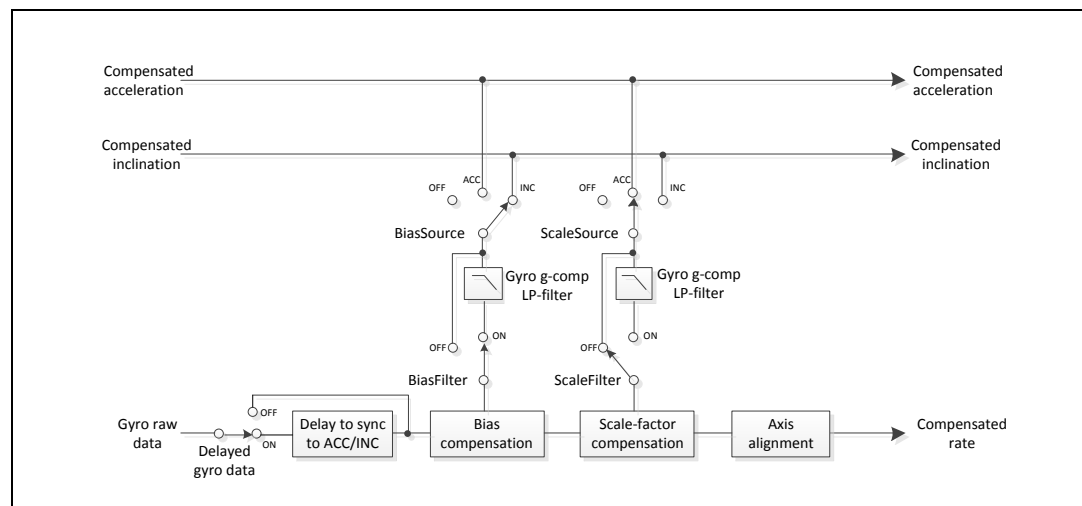 Compensated
acceleration
Compensated
acceleration
Compensated
inclination
Compensated
inclination
OFF
ACC
INC
OFF
ACC
INC
BiasSource
ScaleSource
Gyro g-comp
LP-filter
Gyro g-comp
LP-filter
ON
OFF
ON
OFF
BiasFilter
ScaleFilter
OFF
Gyro raw
data
ON
Delayed
gyro data
Delay to sync
to ACC/INC
Bias
compensation
Scale-factor
compensation
Axis
alignment
Compensated
rate